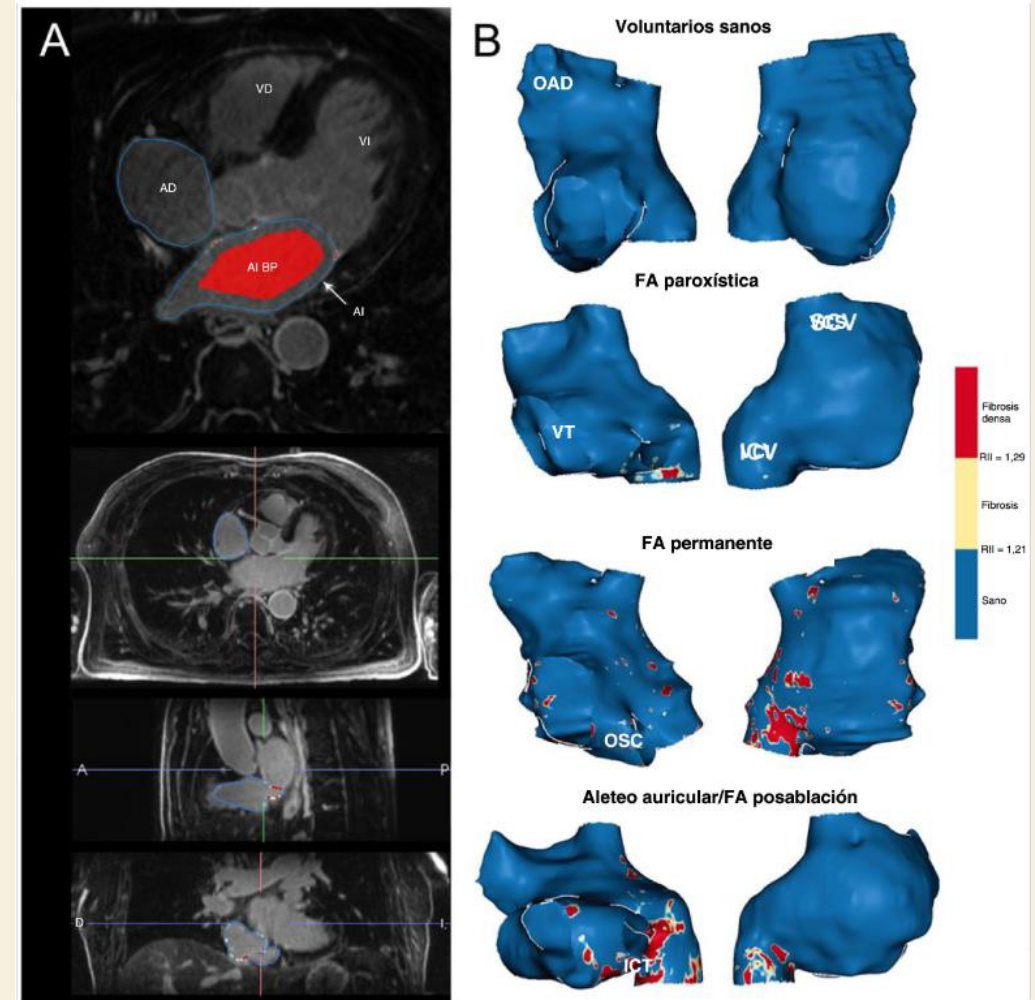 A
VD
VI
AD
AI BP
AI
A
P
D
I
B
Voluntarios sanos
OAD
FA paroxística
VT
FA permanente
OSC
Aleteo auricular/FA posablación
ICT
Fibrosis
densa
RII = 1,29
Fibrosis
RII = 1,21
Sano